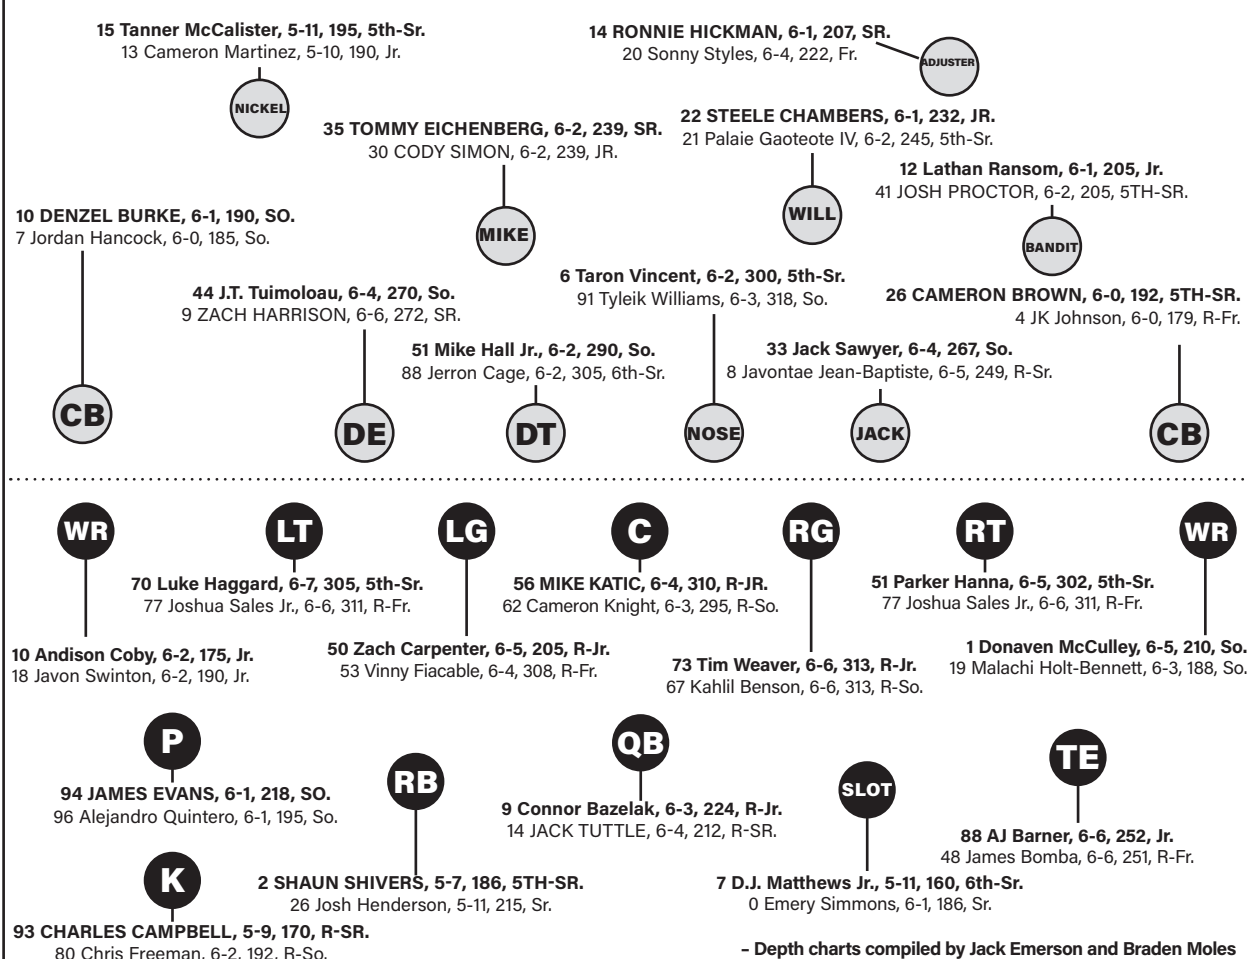 15 Tanner McCalister, 5-11, 195, 5th-Sr.
13 Cameron Martinez, 5-10, 190, Jr.
NICKEL
14 RONNIE HICKMAN, 6-1, 207, SR.
20 Sonny Styles, 6-4, 222, Fr.
ADJUSTER
35 TOMMY EICHENBERG, 6-2, 239, SR.
30 CODY SIMON, 6-2, 239, JR.
MIKE
22 STEELE CHAMBERS, 6-1, 232, JR.
21 Palaie Gaoteote IV, 6-2, 245, 5th-Sr.
WILL
12 Lathan Ransom, 6-1, 205, Jr.
41 JOSH PROCTOR, 6-2, 205, 5TH-SR.
BANDIT
10 DENZEL BURKE, 6-1, 190, SO.
7 Jordan Hancock, 6-0, 185, So.
CB
44 J.T. Tuimoloau, 6-4, 270, So.
9 ZACH HARRISON, 6-6, 272, SR.
DE
51 Mike Hall Jr., 6-2, 290, So.
88 Jerron Cage, 6-2, 305, 6th-Sr.
DT
6 Taron Vincent, 6-2, 300, 5th-Sr.
91 Tyleik Williams, 6-3, 318, So.
NOSE
33 Jack Sawyer, 6-4, 267, So.
8 Javontae Jean-Baptiste, 6-5, 249, R-Sr.
JACK
26 CAMERON BROWN, 6-0, 192, 5TH-SR.
4 JK Johnson, 6-0, 179, R-Fr.
CB
WR
10 Andison Coby, 6-2, 175, Jr.
18 Javon Swinton, 6-2, 190, Jr.
LT
70 Luke Haggard, 6-7, 305, 5th-Sr.
77 Joshua Sales Jr., 6-6, 311, R-Fr.
LG
50 Zach Carpenter, 6-5, 205, R-Jr.
53 Vinny Fiacable, 6-4, 308, R-Fr.
C
56 MIKE KATIC, 6-4, 310, R-JR.
62 Cameron Knight, 6-3, 295, R-So.
RG
73 Tim Weaver, 6-6, 313, R-Jr.
67 Kahlil Benson, 6-6, 313, R-So.
RT
51 Parker Hanna, 6-5, 302, 5th-Sr.
77 Joshua Sales Jr., 6-6, 311, R-Fr.
WR
1 Donaven McCulley, 6-5, 210, So.
19 Malachi Holt-Bennett, 6-3, 188, So.
P
94 JAMES EVANS, 6-1, 218, SO.
96 Alejandro Quintero, 6-1, 195, So.
RB
2 SHAUN SHIVERS, 5-7, 186, 5TH-SR.
26 Josh Henderson, 5-11, 215, Sr.
QB
9 Connor Bazelak, 6-3, 224, R-Jr.
14 JACK TUTTLE, 6-4, 212, R-SR.
SLOT
7 D.J. Matthews Jr., 5-11, 160, 6th-Sr.
0 Emery Simmons, 6-1, 186, Sr.
TE
88 AJ Barner, 6-6, 252, Jr.
48 James Bomba, 6-6, 251, R-Fr.
K
93 CHARLES CAMPBELL, 5-9, 170, R-SR.
80 Chris Freeman, 6-2, 192, R-So.
– Depth charts compiled by Jack Emerson and Braden Moles